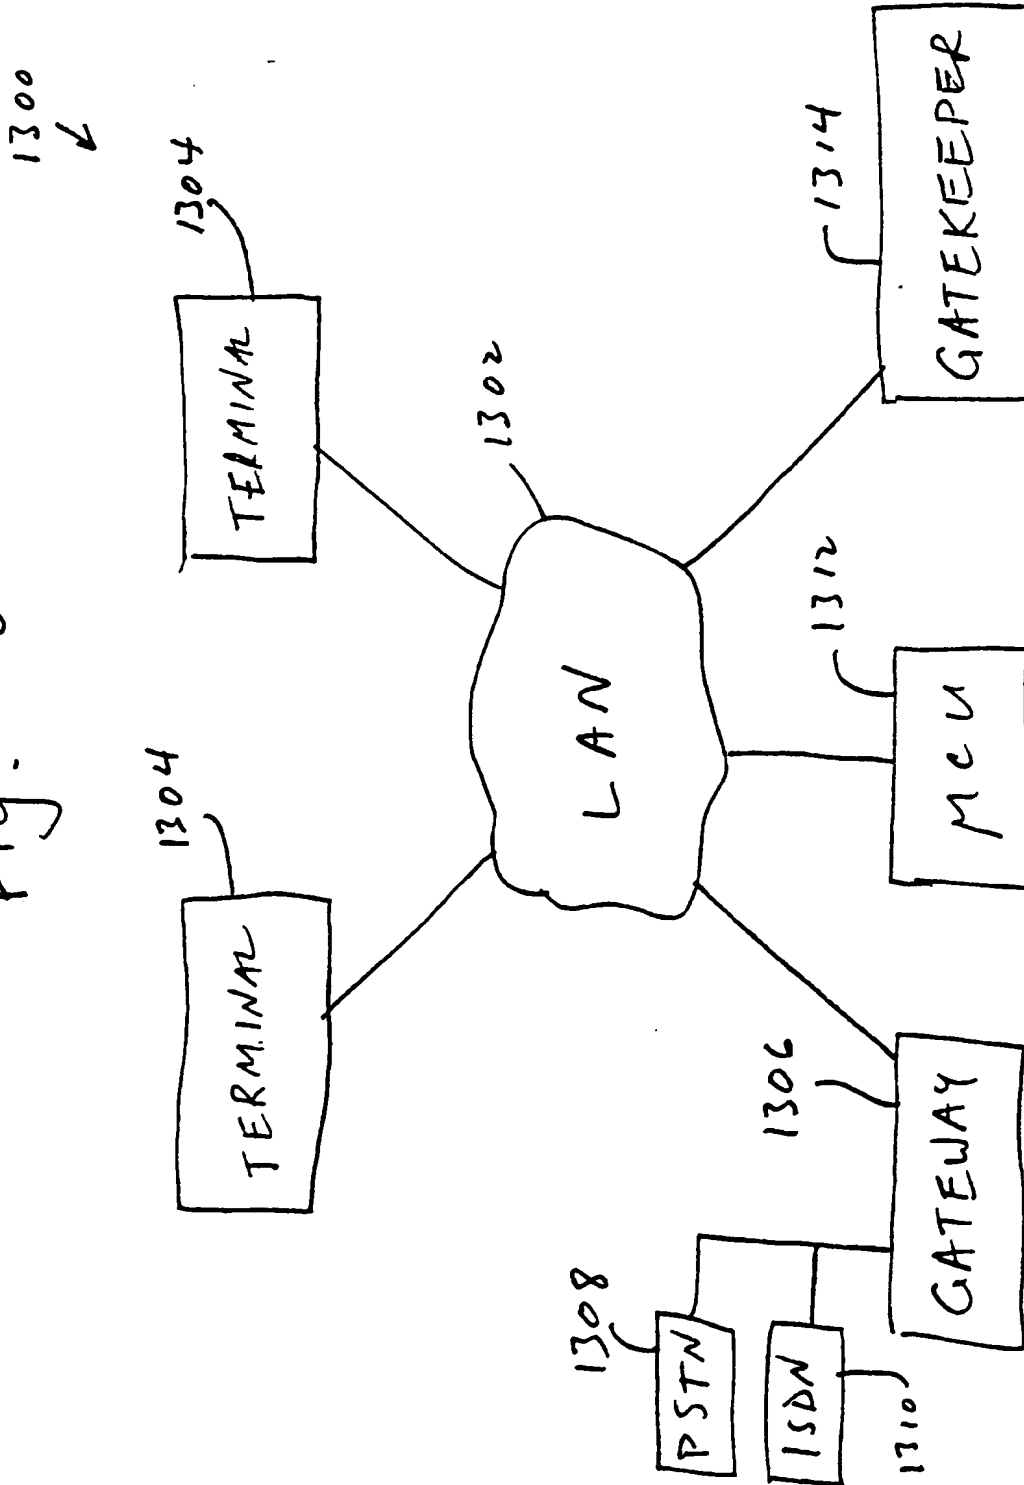 1300
1304
1304
TERMINAL
TERMINAL
1302
LAN
1308
PSTN
ISDN
1310
1306
1312
1314
GATEWAY
MCU
GATEKEEPER